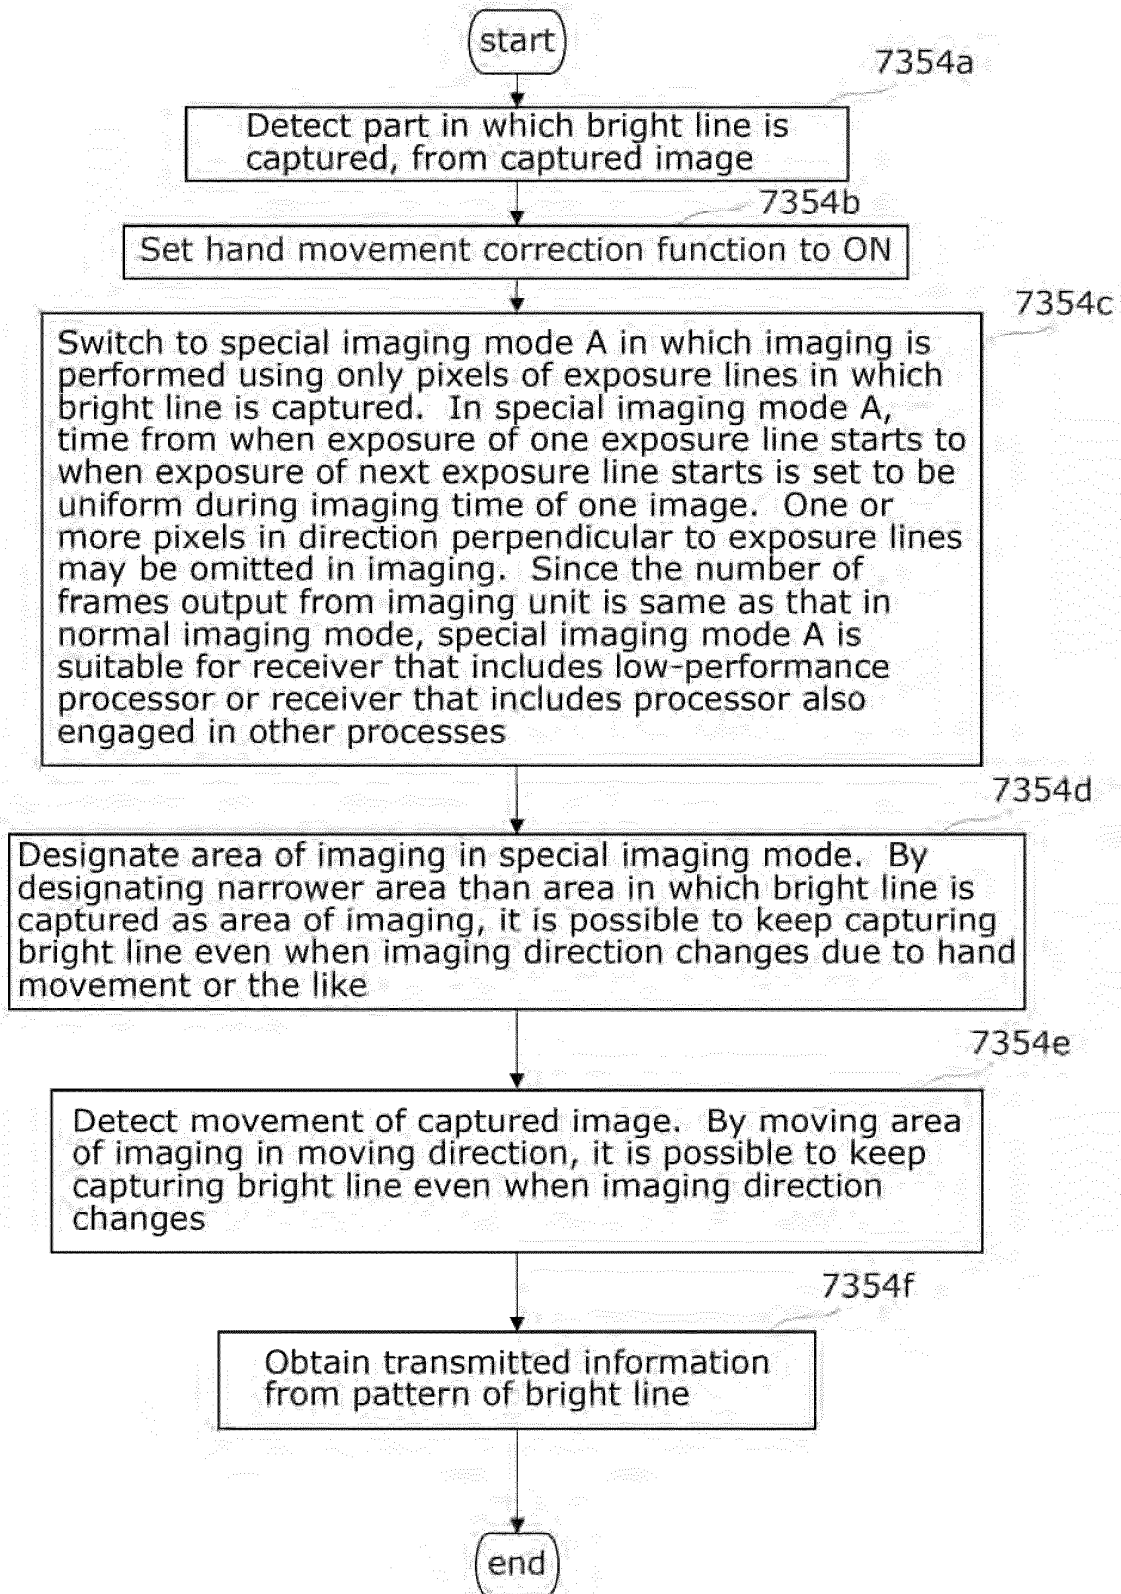 start
7354a
Detect part in which bright line is
captured, from captured image
7354b
Set hand movement correction function to ON
7354c
Switch to special imaging mode A in which imaging is
performed using only pixels of exposure lines in which
bright line is captured.  In special imaging mode A,
time from when exposure of one exposure line starts to
when exposure of next exposure line starts is set to be
uniform during imaging time of one image.  One or
more pixels in direction perpendicular to exposure lines
may be omitted in imaging.  Since the number of
frames output from imaging unit is same as that in
normal imaging mode, special imaging mode A is
suitable for receiver that includes low-performance
processor or receiver that includes processor also
engaged in other processes
7354d
Designate area of imaging in special imaging mode.  By
designating narrower area than area in which bright line is
captured as area of imaging, it is possible to keep capturing
bright line even when imaging direction changes due to hand
movement or the like
7354e
Detect movement of captured image.  By moving area
of imaging in moving direction, it is possible to keep
capturing bright line even when imaging direction
changes
7354f
Obtain transmitted information
from pattern of bright line
end